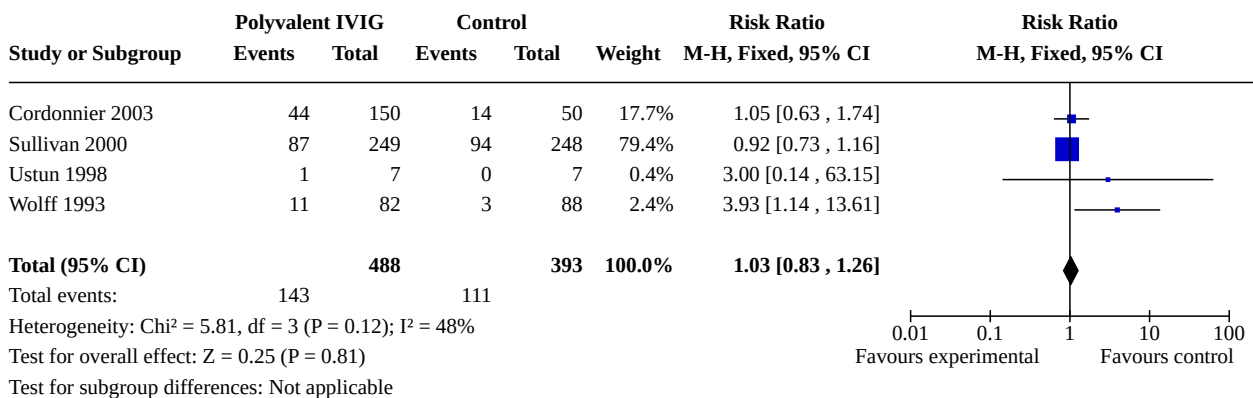 Polyvalent IVIG Control Risk Ratio Risk Ratio
Study or Subgroup Events Total Events Total Weight M-H, Fixed, 95% CI M-H, Fixed, 95% CI
Cordonnier 2003 44 150 14 50 17.7% 1.05 [0.63 , 1.74]
Sullivan 2000 87 249 94 248 79.4% 0.92 [0.73 , 1.16]
Ustun 1998 1 7 0 7 0.4% 3.00 [0.14 , 63.15]
Wolff 1993 11 82 3 88 2.4% 3.93 [1.14 , 13.61]
Total (95% CI) 488 393 100.0% 1.03 [0.83 , 1.26]
Total events: 143 111
Heterogeneity: Chi² = 5.81, df = 3 (P = 0.12); I² = 48%
0.01 0.1 1 10 100
Test for overall effect: Z = 0.25 (P = 0.81) Favours experimental Favours control
Test for subgroup differences: Not applicable